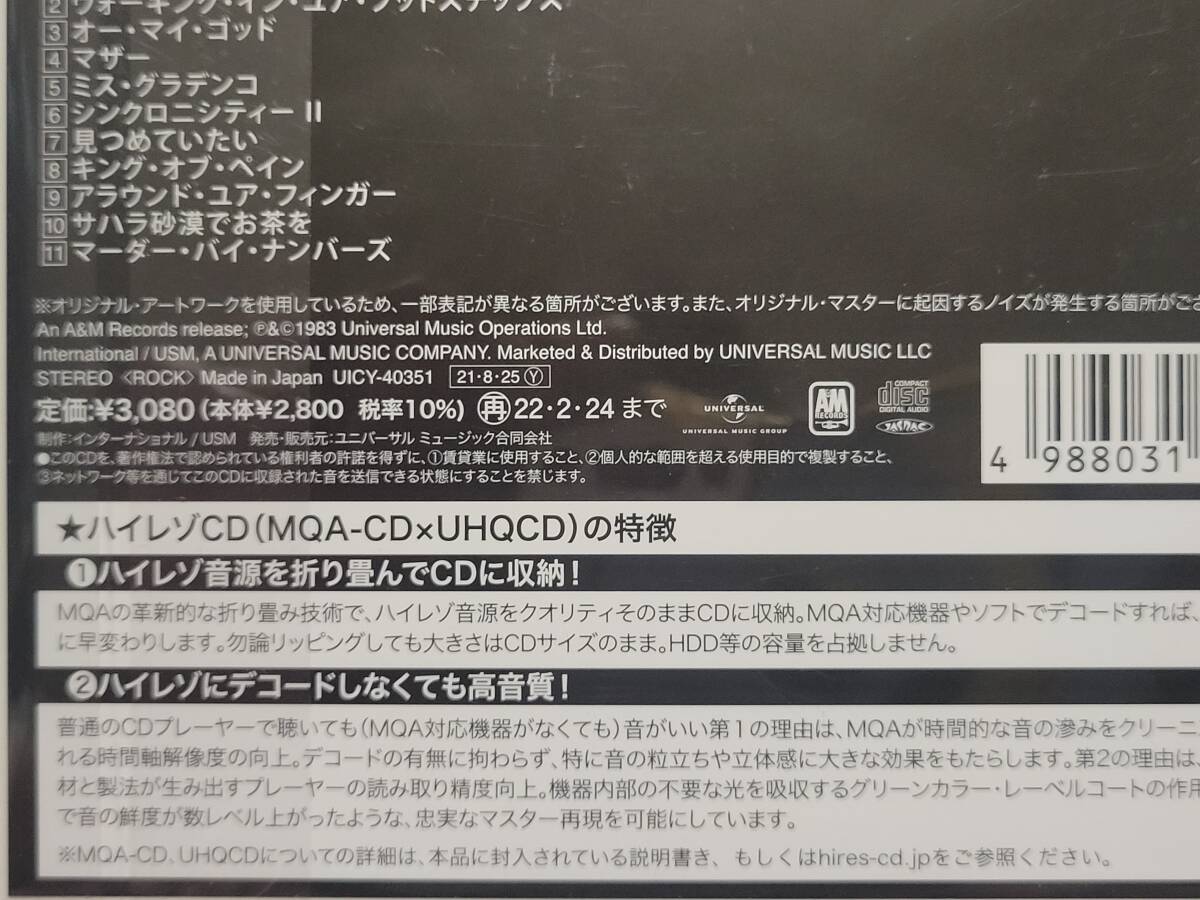 2 ウォーキング・イン・ユア・フットステップス
3 オー・マイ・ゴッド
4 マザー
5 ミス・グラデンコ
6 シンクロニシティー II
7 見つめていたい
8 キング・オブ・ペイン
9 アラウンド・ユア・フィンガー
10 サハラ砂漠でお茶を
11 マーダー・バイ・ナンバーズ
※オリジナル・アートワークを使用しているため、一部表記が異なる箇所がございます。また、オリジナル・マスターに起因するノイズが発生する箇所がござ
An A&M Records release; ℗&©1983 Universal Music Operations Ltd.
International / USM, A UNIVERSAL MUSIC COMPANY. Marketed & Distributed by UNIVERSAL MUSIC LLC
STEREO 〈ROCK〉 Made in Japan UICY-40351 21・8・25 Ⓨ
定価:¥3,080 (本体¥2,800 税率10%) 再 22・2・24 まで
UNIVERSAL
UNIVERSAL MUSIC GROUP
A&M RECORDS
COMPACT disc DIGITAL AUDIO
JASRAC
制作:インターナショナル / USM 発売・販売元:ユニバーサル ミュージック合同会社
●このCDを、著作権法で認められている権利者の許諾を得ずに、①賃貸業に使用すること、②個人的な範囲を超える使用目的で複製すること、
③ネットワーク等を通じてこのCDに収録された音を送信できる状態にすることを禁じます。
4 988031
★ハイレゾCD(MQA-CD×UHQCD)の特徴
❶ハイレゾ音源を折り畳んでCDに収納!
MQAの革新的な折り畳み技術で、ハイレゾ音源をクオリティそのままCDに収納。MQA対応機器やソフトでデコードすれば、
に早変わりします。勿論リッピングしても大きさはCDサイズのまま。HDD等の容量を占拠しません。
❷ハイレゾにデコードしなくても高音質!
普通のCDプレーヤーで聴いても(MQA対応機器がなくても)音がいい第1の理由は、MQAが時間的な音の滲みをクリーニ
れる時間軸解像度の向上。デコードの有無に拘わらず、特に音の粒立ちや立体感に大きな効果をもたらします。第2の理由は、
材と製法が生み出すプレーヤーの読み取り精度向上。機器内部の不要な光を吸収するグリーンカラー・レーベルコートの作用
で音の鮮度が数レベル上がったような、忠実なマスター再現を可能にしています。
※MQA-CD、UHQCDについての詳細は、本品に封入されている説明書き、もしくはhires-cd.jpをご参照ください。